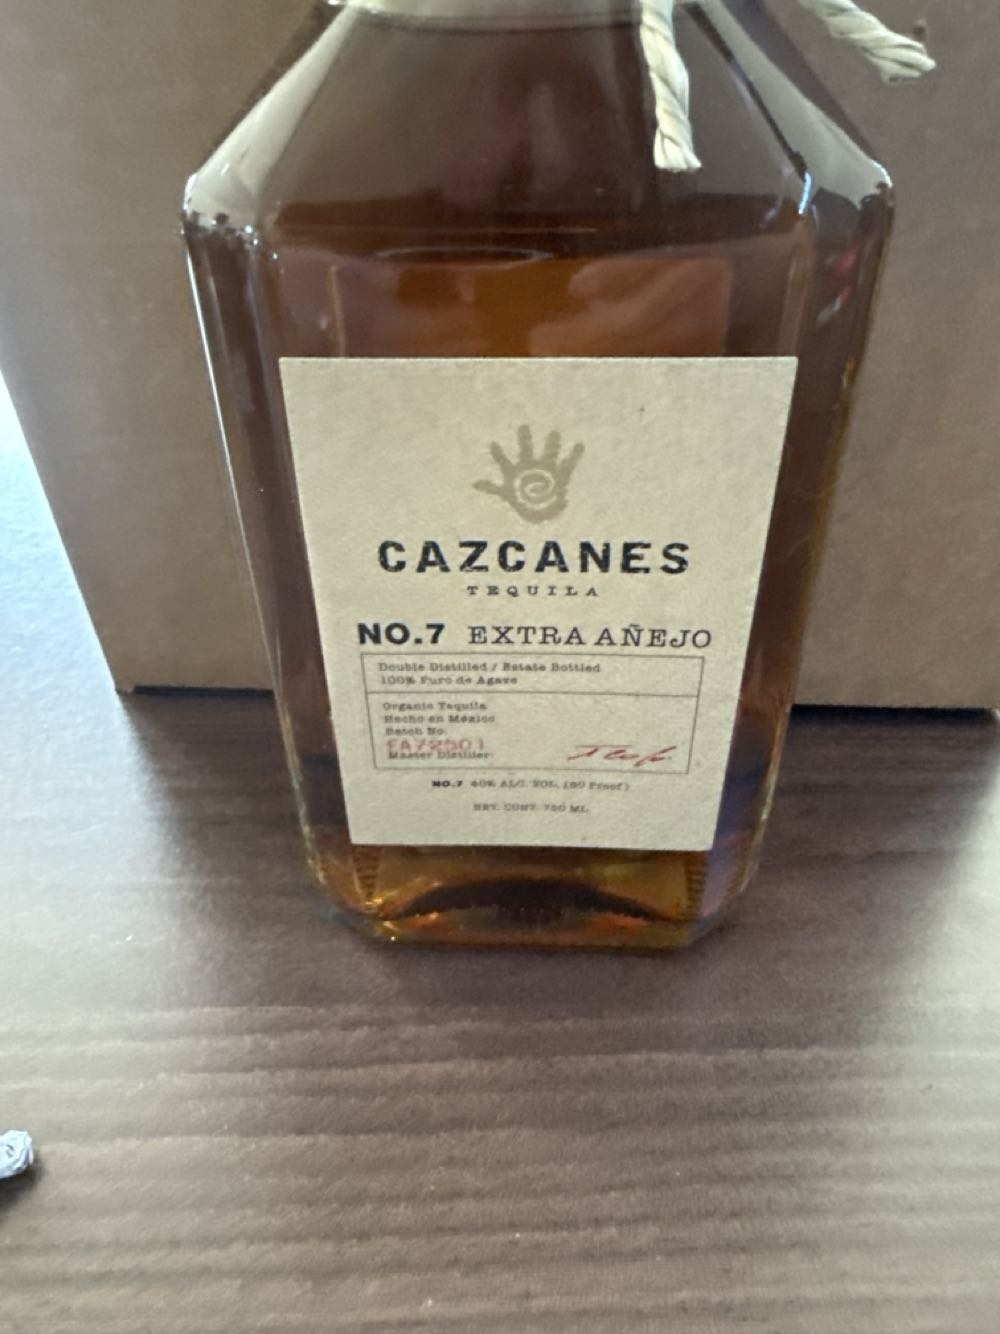 CAZCANES
TEQUILA
NO.7 EXTRA AÑEJO
Double Distilled / Estate Bottled
100% Puro de Agave
Organic Tequila
Hecho en México
Batch No:
EA72501
Master Distiller:
NO.7 40% ALC. VOL. (80 Proof)
NET. CONT. 750 ML